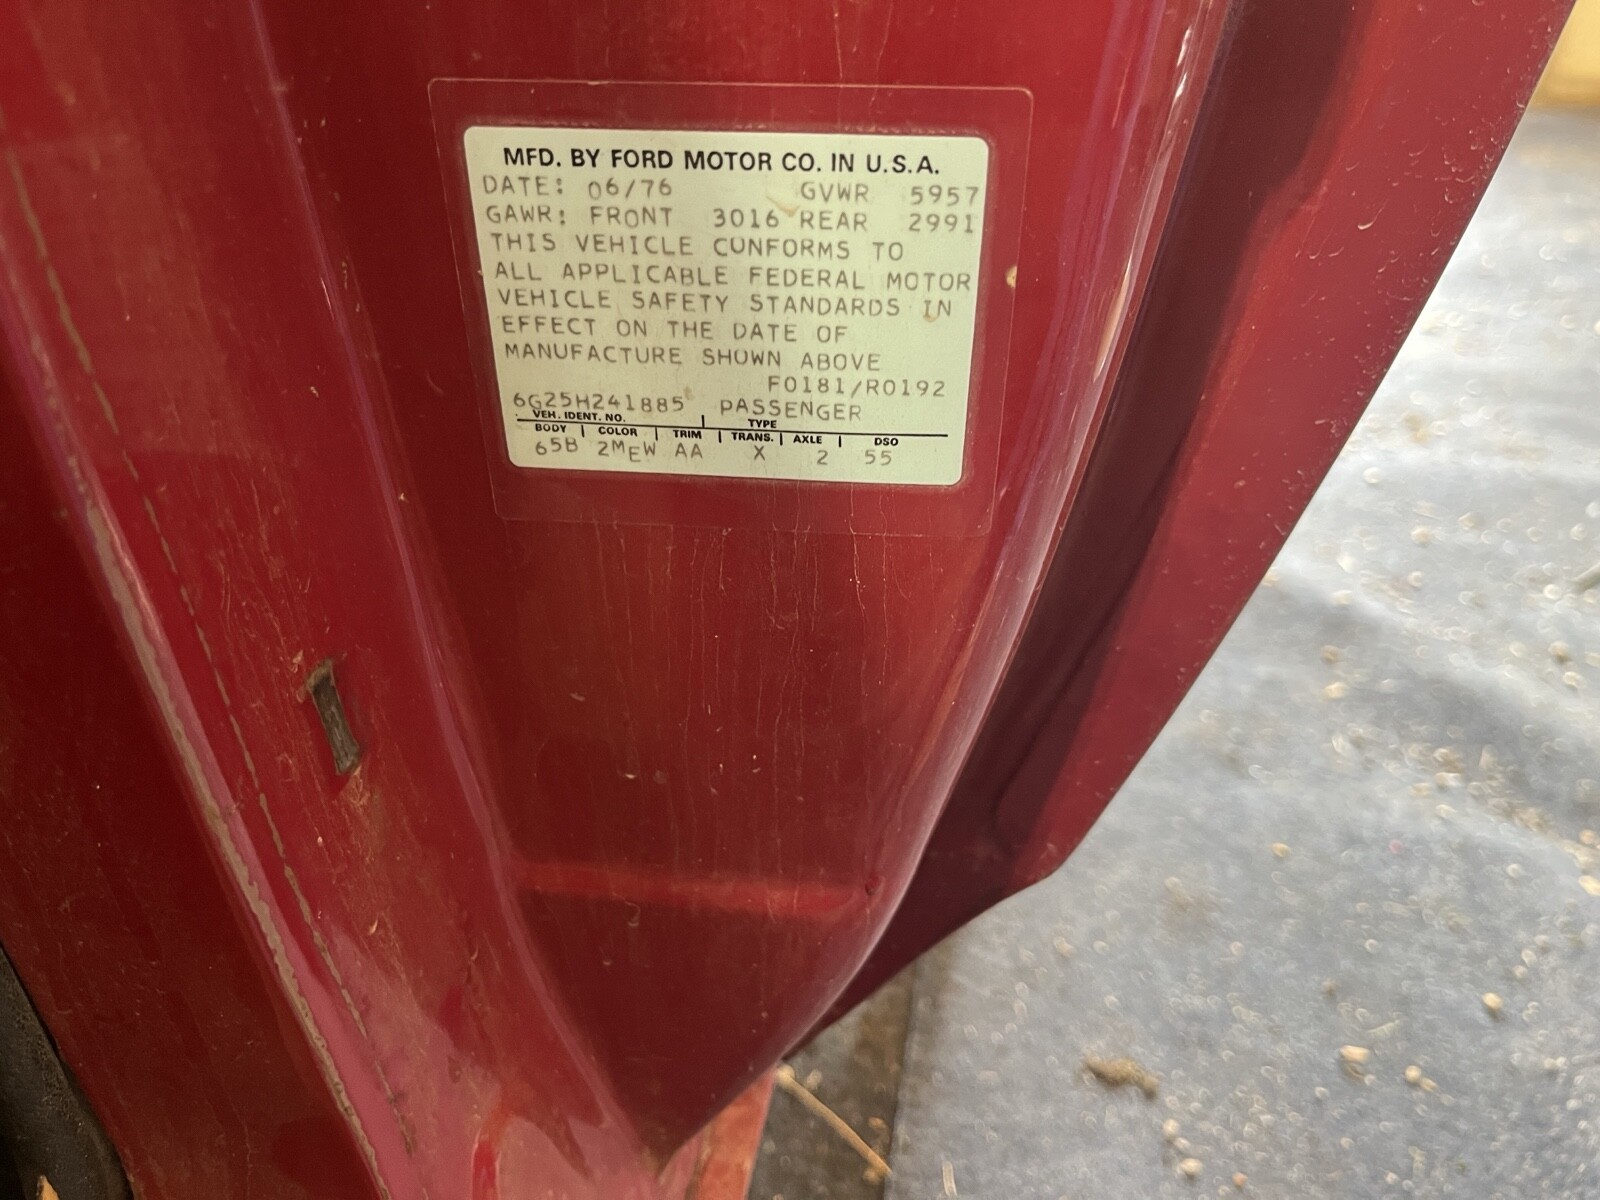 MFD. BY FORD MOTOR CO. IN U.S.A.
DATE: 06/76 GVWR 5957
GAWR: FRONT 3016 REAR 2991
THIS VEHICLE CONFORMS TO
ALL APPLICABLE FEDERAL MOTOR
VEHICLE SAFETY STANDARDS IN
EFFECT ON THE DATE OF
MANUFACTURE SHOWN ABOVE
F0181/R0192
6G25H241885 PASSENGER
VEH. IDENT. NO. | TYPE
BODY | COLOR | TRIM | TRANS. | AXLE | DSO
65B 2MEW AA X 2 55